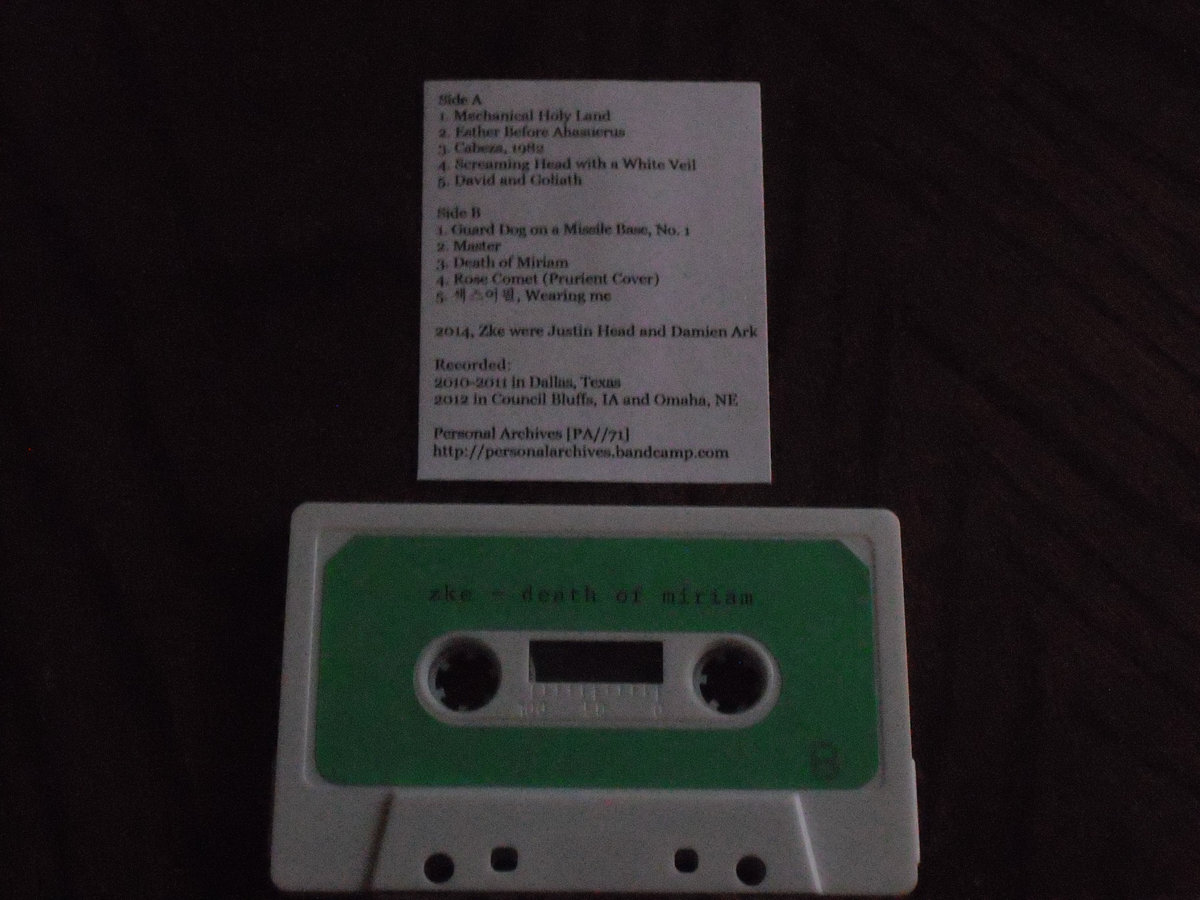 Side A
1. Mechanical Holy Land
2. Esther Before Ahasuerus
3. Cabeza, 1982
4. Screaming Head with a White Veil
5. David and Goliath
Side B
1. Guard Dog on a Missile Base, No. 1
2. Master
3. Death of Miriam
4. Rose Comet (Prurient Cover)
5. Wearing me
2014, Zke were Justin Head and Damien Ark
Recorded:
2010-2011 in Dallas, Texas
2012 in Council Bluffs, IA and Omaha, NE
Personal Archives [PA//71]
http://personalarchives.bandcamp.com
zke - death of miriam
100 50 0